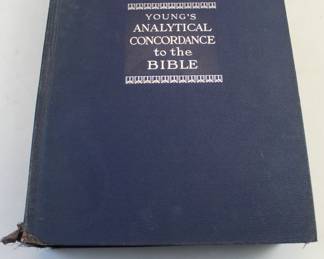 YOUNG'S
ANALYTICAL
CONCORDANCE
to the
BIBLE